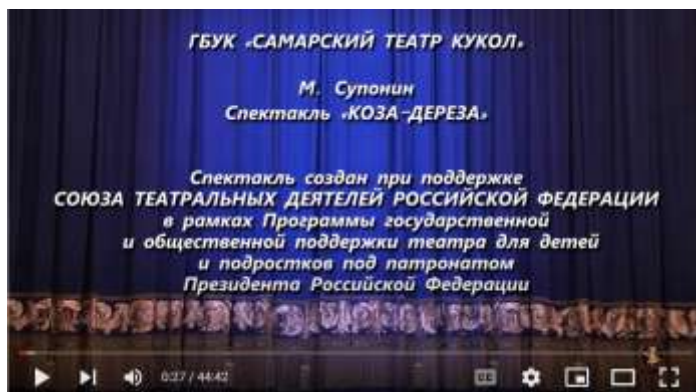 ГБУК «САМАРСКИЙ ТЕАТР КУКОЛ»
М. Супонин
Спектакль «КОЗА-ДЕРЕЗА»
Спектакль создан при поддержке
СОЮЗА ТЕАТРАЛЬНЫХ ДЕЯТЕЛЕЙ РОССИЙСКОЙ ФЕДЕРАЦИИ
в рамках Программы государственной
и общественной поддержки театра для детей
и подростков под патронатом
Президента Российской Федерации
0:27 / 44:42